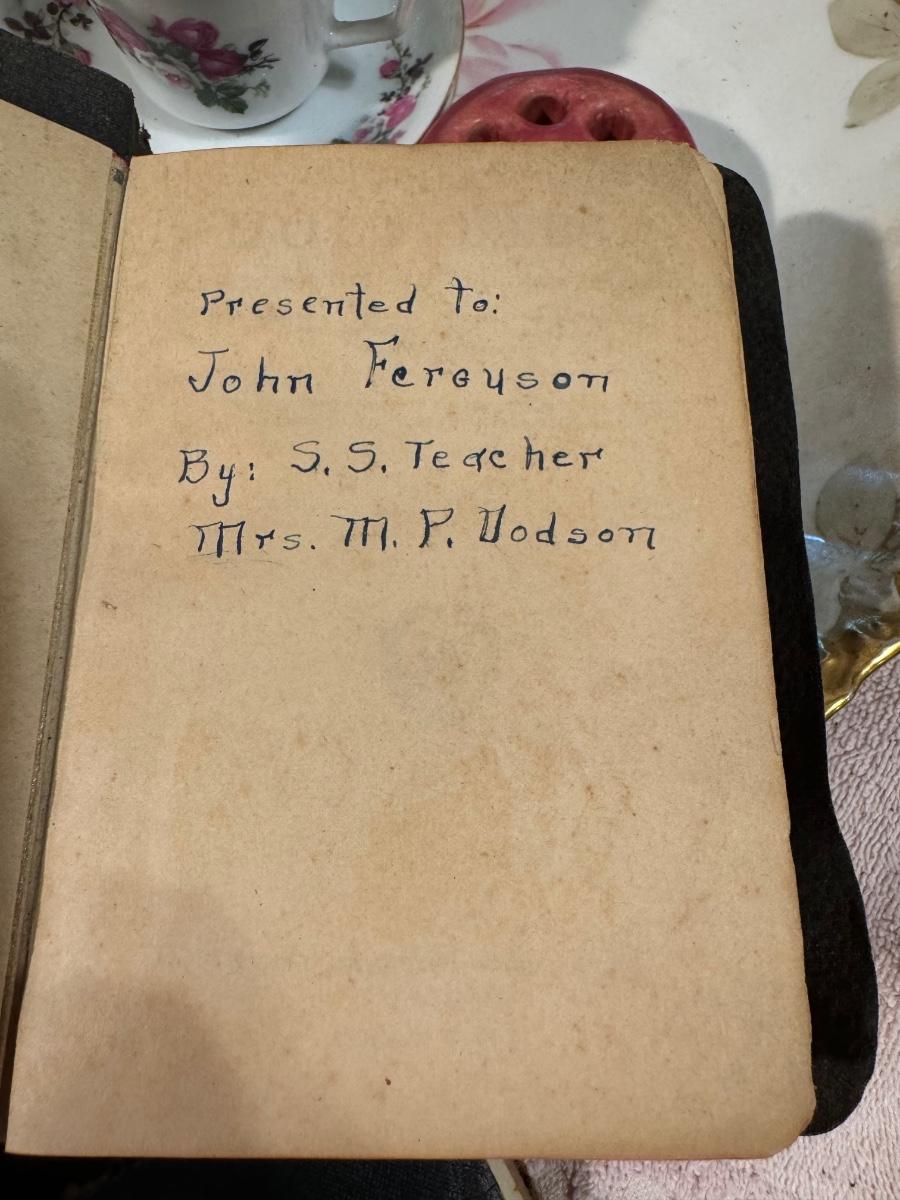 Presented to:
John Ferguson
By: S. S. Teacher
Mrs. M. P. Dodson